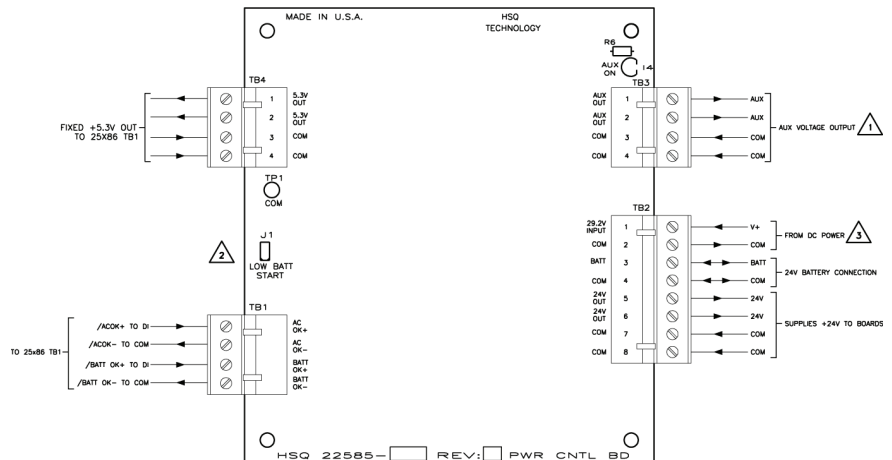 MADE IN U.S.A.
HSQ
TECHNOLOGY
R6
AUX
ON
14
TB4
1 5.3V
OUT
2 5.3V
OUT
3 COM
4 COM
FIXED +5.3V OUT
TO 25X86 TB1
TP1
COM
J1
LOW BATT
START
2
TB1
/ACOK+ TO DI
AC
OK+
/ACOK- TO COM
AC
OK-
/BATT OK+ TO DI
BATT
OK+
/BATT OK- TO COM
BATT
OK-
TO 25x86 TB1
TB3
AUX
OUT
1 AUX
AUX
OUT
2 AUX
COM 3 COM
COM 4 COM
AUX VOLTAGE OUTPUT 1
TB2
29.2V
INPUT
1 V+
COM 2 COM
FROM DC POWER 3
BATT 3 BATT
COM 4 COM
24V BATTERY CONNECTION
24V
OUT
5 24V
24V
OUT
6 24V
COM 7 COM
COM 8 COM
SUPPLIES +24V TO BOARDS
HSQ 22585- REV: PWR CNTL BD